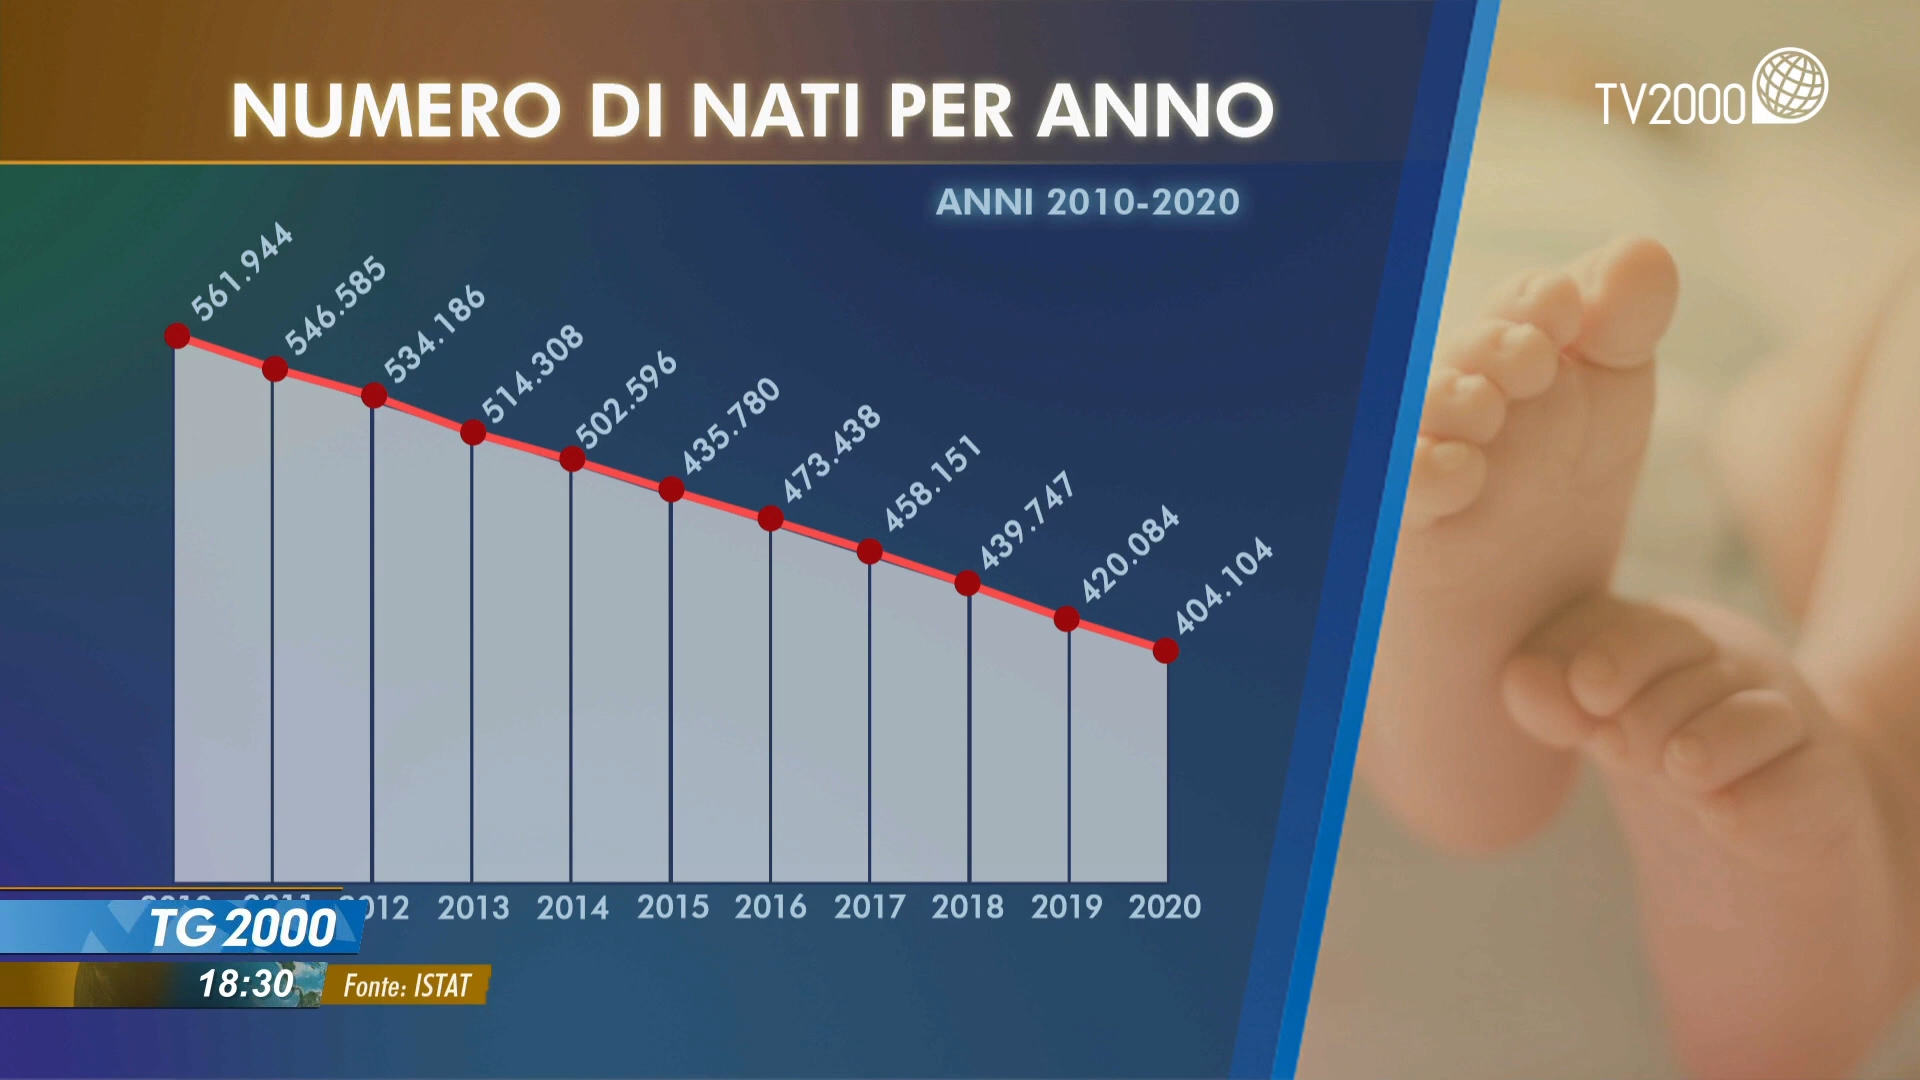 NUMERO DI NATI PER ANNO
TV2000
ANNI 2010-2020
561.944
546.585
534.186
514.308
502.596
435.780
473.438
458.151
439.747
420.084
404.104
2013 2014 2015 2016 2017 2018 2019 2020
TG 2000
18:30 Fonte: ISTAT